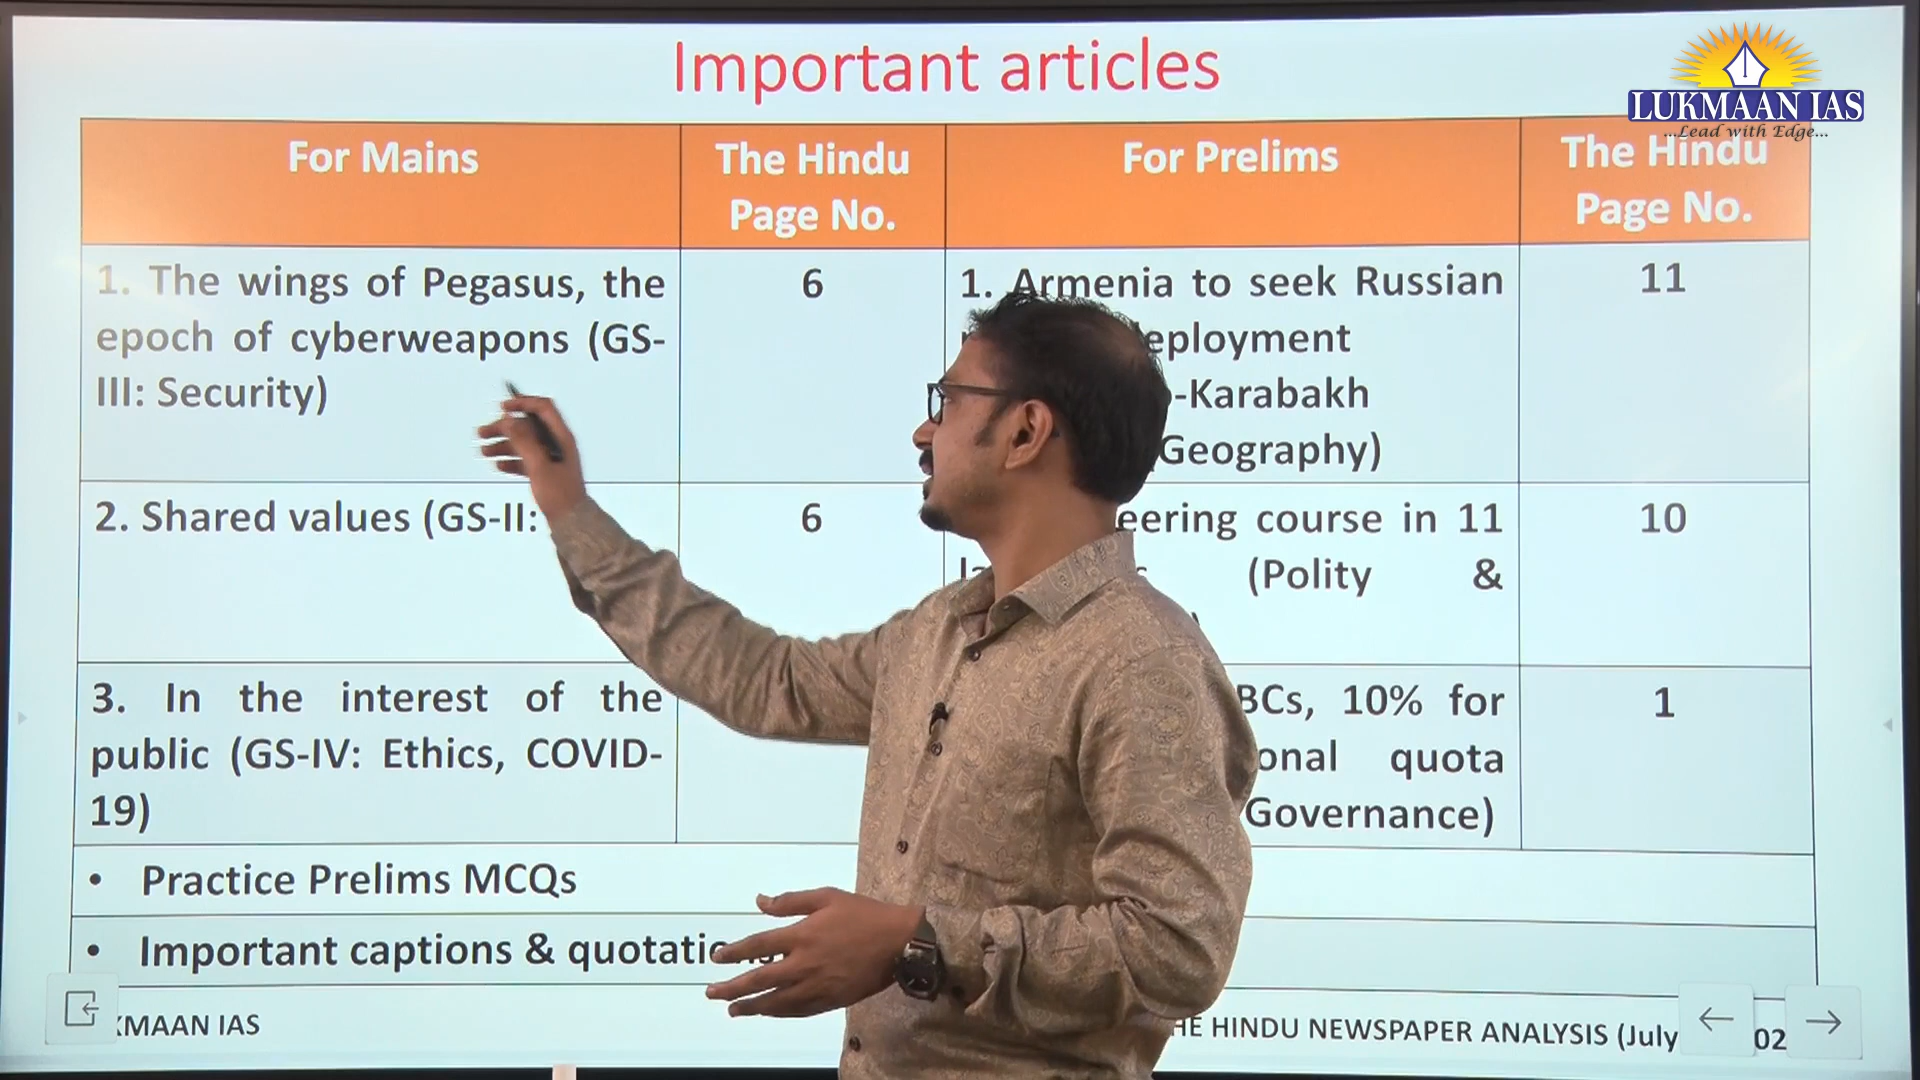 Important articles
LUKMAAN IAS
...Lead with Edge...
For Mains
The Hindu
Page No.
For Prelims
The Hindu
Page No.
1. The wings of Pegasus, the
epoch of cyberweapons (GS-
III: Security)
6
1. Armenia to seek Russian
eployment
-Karabakh
Geography)
11
2. Shared values (GS-II:
6
eering course in 11
(Polity &
10
3. In the interest of the
public (GS-IV: Ethics, COVID-
19)
BCs, 10% for
onal quota
Governance)
1
• Practice Prelims MCQs
• Important captions & quotati
KMAAN IAS
HE HINDU NEWSPAPER ANALYSIS (July
02